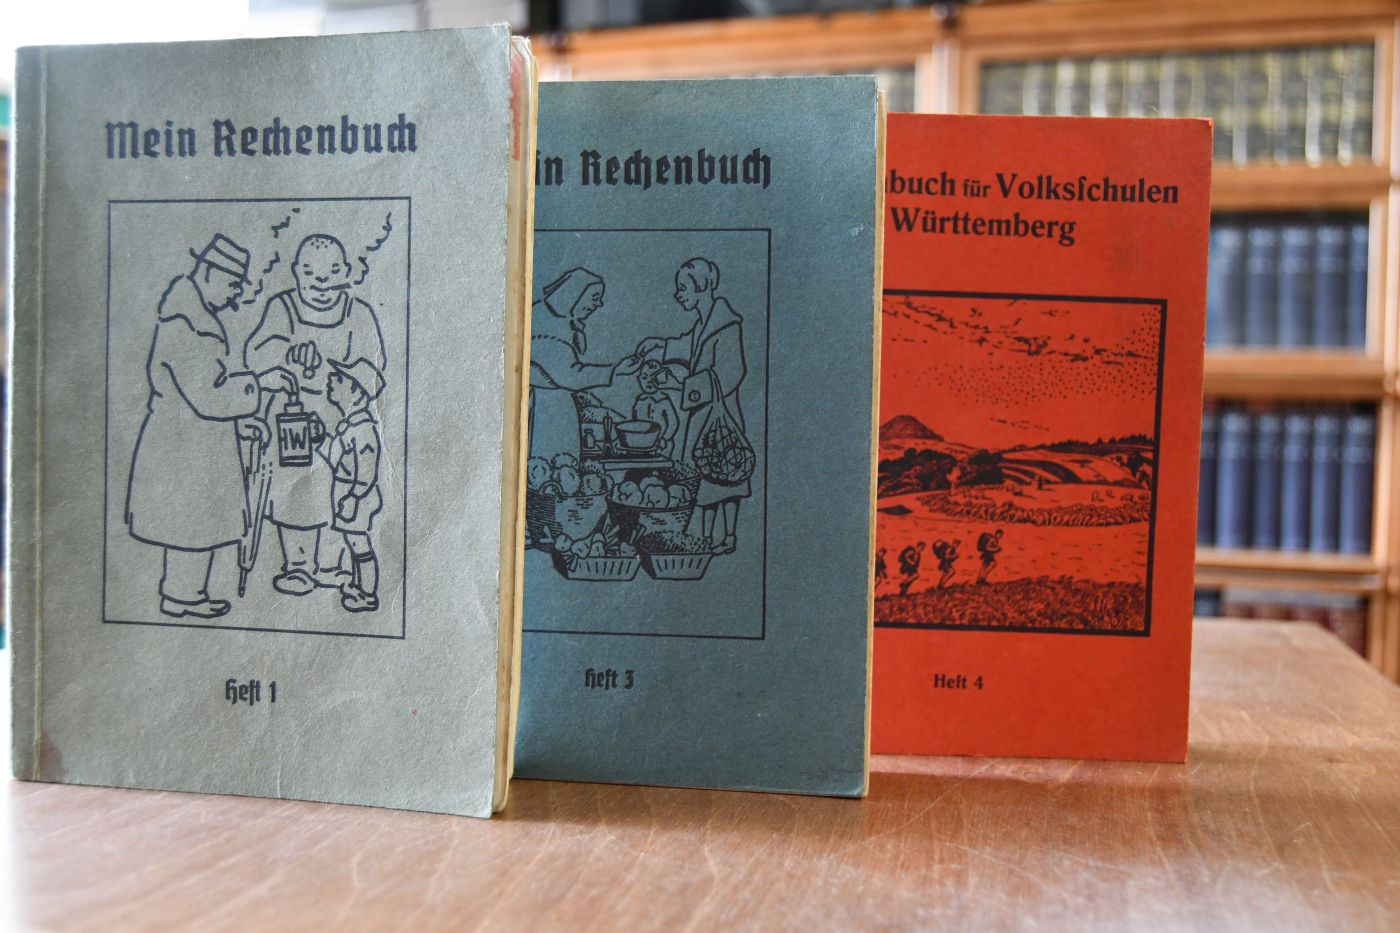 Mein Rechenbuch
HW
Heft 1
in Rechenbuch
Heft 3
buch für Volksſchulen
Württemberg
Heft 4